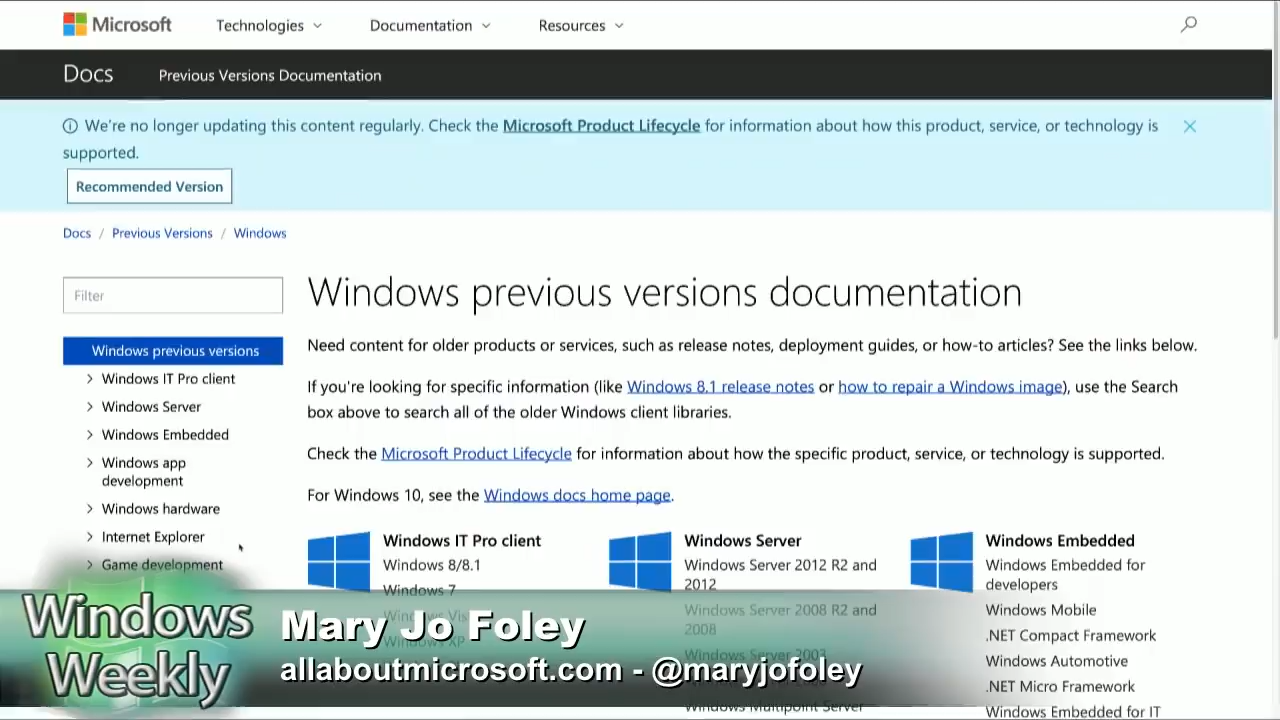 Microsoft Technologies Documentation Resources
Docs Previous Versions Documentation
We're no longer updating this content regularly. Check the Microsoft Product Lifecycle for information about how this product, service, or technology is
supported.
Recommended Version
Docs / Previous Versions / Windows
Filter
Windows previous versions
Windows IT Pro client
Windows Server
Windows Embedded
Windows app
development
Windows hardware
Internet Explorer
Game development
Windows previous versions documentation
Need content for older products or services, such as release notes, deployment guides, or how-to articles? See the links below.
If you're looking for specific information (like Windows 8.1 release notes or how to repair a Windows image), use the Search
box above to search all of the older Windows client libraries.
Check the Microsoft Product Lifecycle for information about how the specific product, service, or technology is supported.
For Windows 10, see the Windows docs home page.
Windows IT Pro client
Windows 8/8.1
Windows 7
Windows Server
Windows Server 2012 R2 and
2012
Windows Server 2008 R2 and
2008
Windows Server 2003
Windows Multipoint Server
Windows Embedded
Windows Embedded for
developers
Windows Mobile
.NET Compact Framework
Windows Automotive
.NET Micro Framework
Windows Embedded for IT
Windows
Weekly
Mary Jo Foley
allaboutmicrosoft.com - @maryjofoley